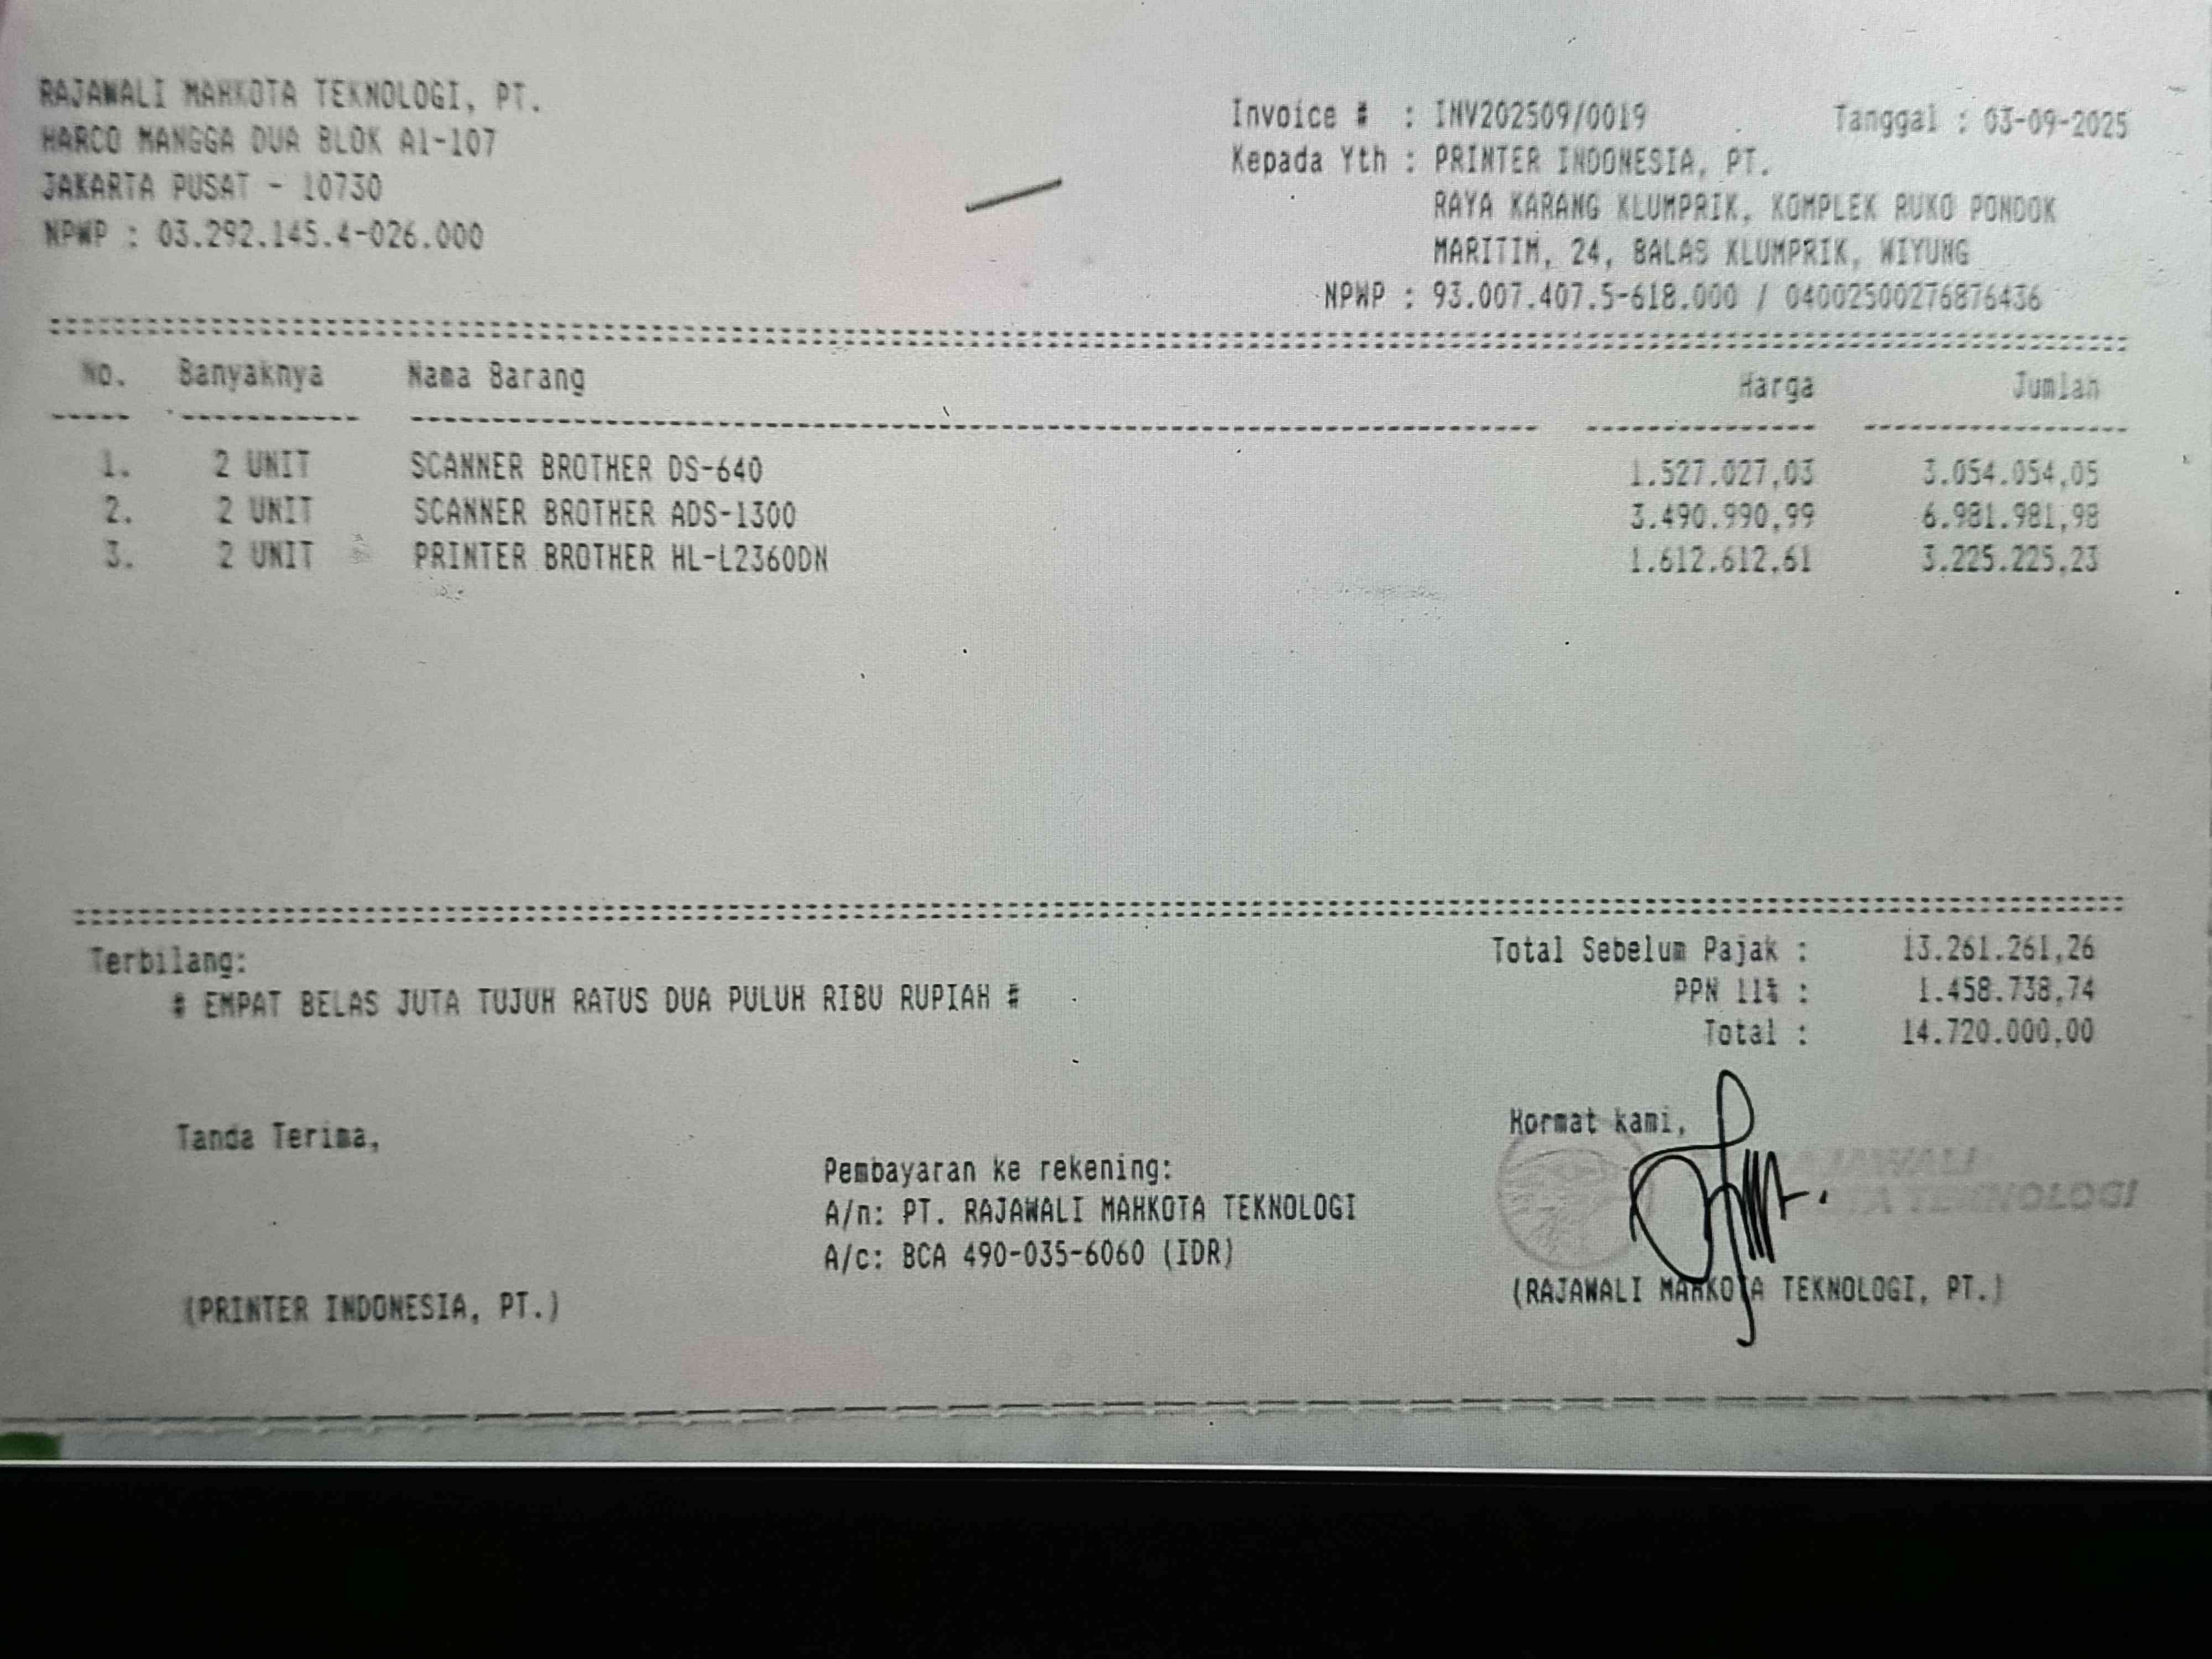 RAJAWALI MAHKOTA TEKNOLOGI, PT.
HARCO MANGGA DUA BLOK A1-107
JAKARTA PUSAT - 10730
NPWP : 03.292.145.4-026.000
Invoice # : INV202509/0019 Tanggal : 03-09-2025
Kepada Yth : PRINTER INDONESIA, PT.
RAYA KARANG KLUMPRIK, KOMPLEK RUKO PONDOK
MARITIM, 24, BALAS KLUMPRIK, WIYUNG
NPWP : 93.007.407.5-618.000 / 04002500276876436
No. Banyaknya Nama Barang Harga Jumlah
1. 2 UNIT SCANNER BROTHER DS-640 1.527.027,03 3.054.054,05
2. 2 UNIT SCANNER BROTHER ADS-1300 3.490.990,99 6.981.981,98
3. 2 UNIT PRINTER BROTHER HL-L2360DN 1.612.612,61 3.225.225,23
Terbilang:
# EMPAT BELAS JUTA TUJUH RATUS DUA PULUH RIBU RUPIAH #
Total Sebelum Pajak : 13.261.261,26
PPN 11% : 1.458.738,74
Total : 14.720.000,00
Tanda Terima,
(PRINTER INDONESIA, PT.)
Pembayaran ke rekening:
A/n: PT. RAJAWALI MAHKOTA TEKNOLOGI
A/c: BCA 490-035-6060 (IDR)
Hormat kami,
RAJAWALI
TEKNOLOGI
(RAJAWALI MAHKOTA TEKNOLOGI, PT.)